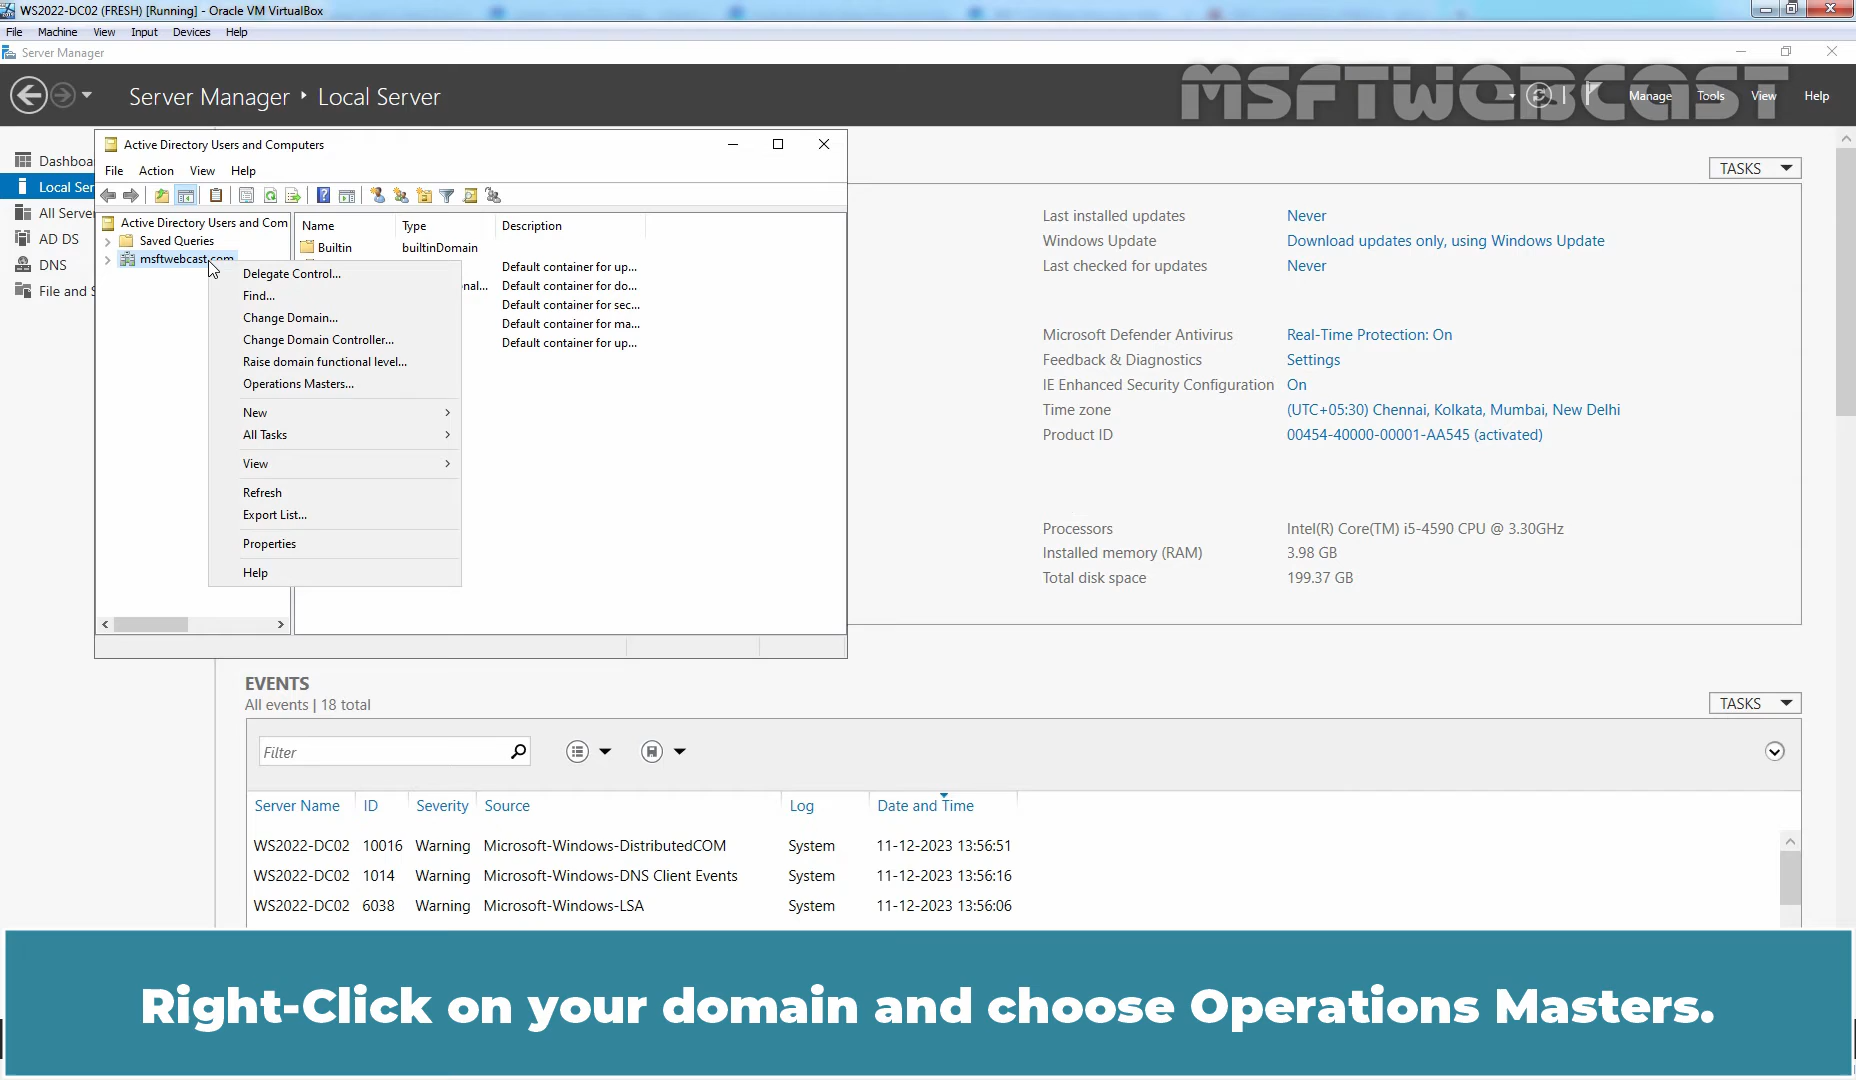 WS2022-DC02 (FRESH) [Running] - Oracle VM VirtualBox
File Machine View Input Devices Help
Server Manager
Server Manager ‣ Local Server
MSFTWEBCAST
Manage Tools View Help
Dashboa
Local Ser
All Server
AD DS
DNS
File and S
Active Directory Users and Computers
File Action View Help
Active Directory Users and Com
Saved Queries
msftwebcast.com
Name Type Description
Builtin builtinDomain
Default container for up...
nal... Default container for do...
Default container for sec...
Default container for ma...
Default container for up...
Delegate Control...
Find...
Change Domain...
Change Domain Controller...
Raise domain functional level...
Operations Masters...
New
All Tasks
View
Refresh
Export List...
Properties
Help
TASKS
Last installed updates Never
Windows Update Download updates only, using Windows Update
Last checked for updates Never
Microsoft Defender Antivirus Real-Time Protection: On
Feedback & Diagnostics Settings
IE Enhanced Security Configuration On
Time zone (UTC+05:30) Chennai, Kolkata, Mumbai, New Delhi
Product ID 00454-40000-00001-AA545 (activated)
Processors Intel(R) Core(TM) i5-4590 CPU @ 3.30GHz
Installed memory (RAM) 3.98 GB
Total disk space 199.37 GB
EVENTS
All events | 18 total
TASKS
Filter
Server Name ID Severity Source Log Date and Time
WS2022-DC02 10016 Warning Microsoft-Windows-DistributedCOM System 11-12-2023 13:56:51
WS2022-DC02 1014 Warning Microsoft-Windows-DNS Client Events System 11-12-2023 13:56:16
WS2022-DC02 6038 Warning Microsoft-Windows-LSA System 11-12-2023 13:56:06
Right-Click on your domain and choose Operations Masters.